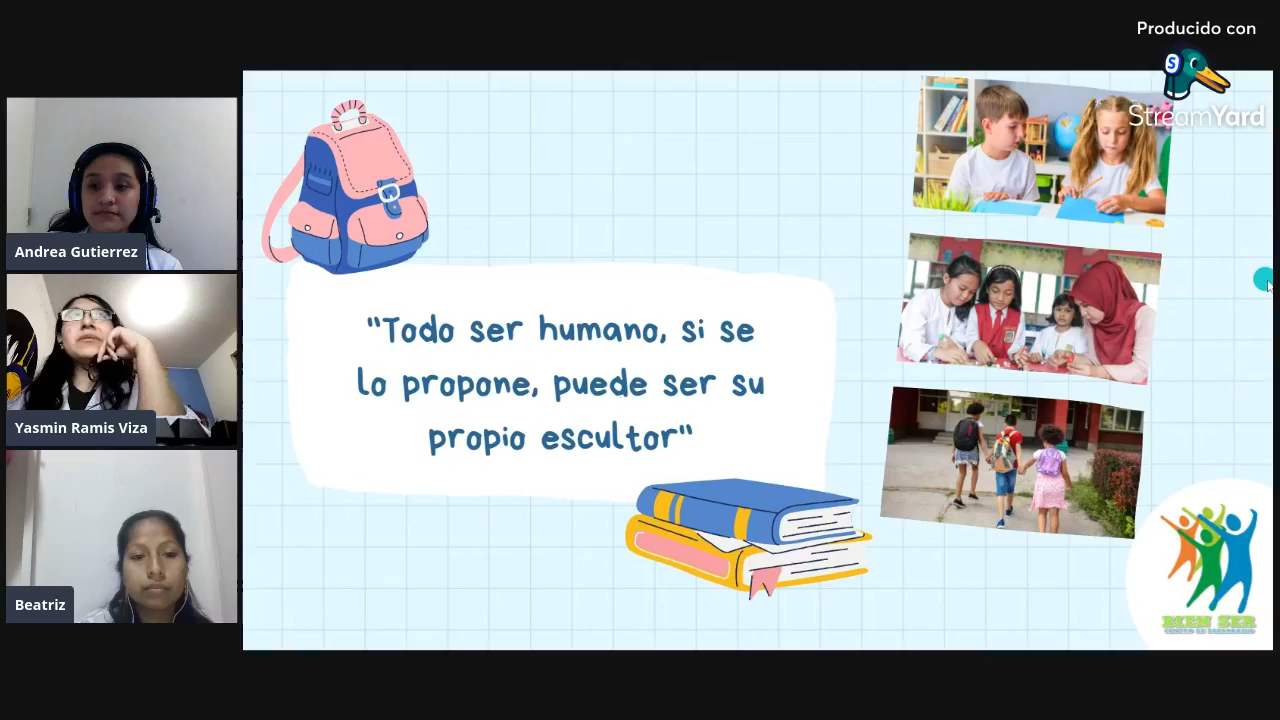 Producido con
StreamYard
Andrea Gutierrez
Yasmin Ramis Viza
Beatriz
"Todo ser humano, si se
lo propone, puede ser su
propio escultor"
BIEN SER